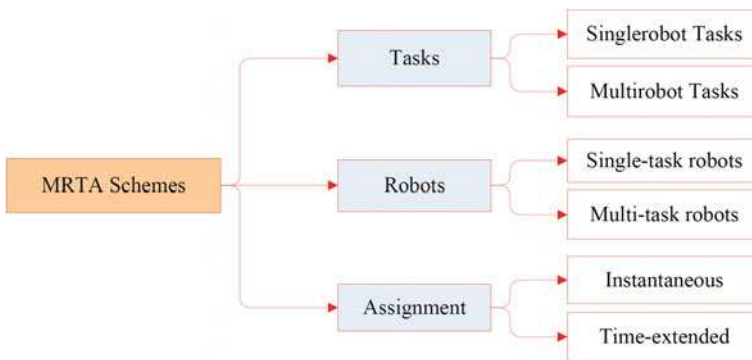 MRTA Schemes
Tasks
Singlerobot Tasks
Multirobot Tasks
Robots
Single-task robots
Multi-task robots
Assignment
Instantaneous
Time-extended